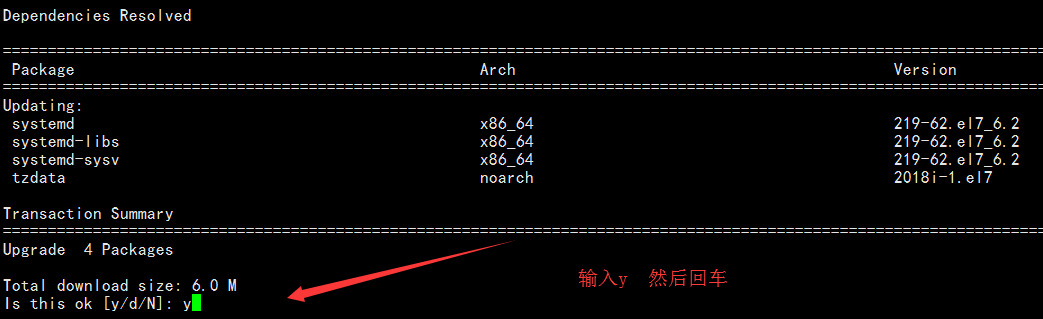 Dependencies Resolved
================================================================================
Package Arch Version
================================================================================
Updating:
systemd x86_64 219-62.el7_6.2
systemd-libs x86_64 219-62.el7_6.2
systemd-sysv x86_64 219-62.el7_6.2
tzdata noarch 2018i-1.el7
Transaction Summary
================================================================================
Upgrade  4 Packages
输入y 然后回车
Total download size: 6.0 M
Is this ok [y/d/N]: y